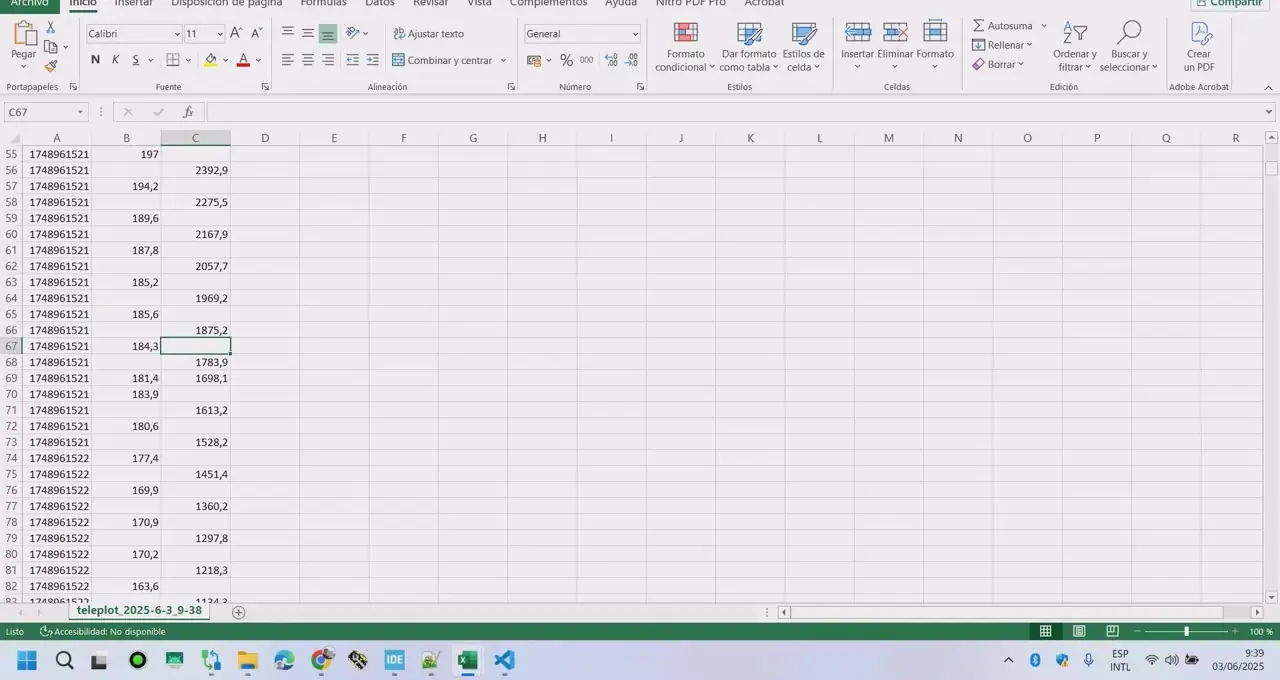 Archivo Inicio Insertar Disposición de página Fórmulas Datos Revisar Vista Complementos Ayuda Nitro PDF Pro Acrobat Compartir
Pegar
Calibri 11
N K S
Ajustar texto
Combinar y centrar
General
% 000
Formato condicional
Dar formato como tabla
Estilos de celda
Insertar Eliminar Formato
Autosuma
Rellenar
Borrar
Ordenar y filtrar
Buscar y seleccionar
Crear un PDF
Portapapeles Fuente Alineación Número Estilos Celdas Edición Adobe Acrobat
C67 fx
A B C D E F G H I J K L M N O P Q R
55 1748961521 197
56 1748961521 2392,9
57 1748961521 194,2
58 1748961521 2275,5
59 1748961521 189,6
60 1748961521 2167,9
61 1748961521 187,8
62 1748961521 2057,7
63 1748961521 185,2
64 1748961521 1969,2
65 1748961521 185,6
66 1748961521 1875,2
67 1748961521 184,3
68 1748961521 1783,9
69 1748961521 181,4 1698,1
70 1748961521 183,9
71 1748961521 1613,2
72 1748961521 180,6
73 1748961521 1528,2
74 1748961522 177,4
75 1748961522 1451,4
76 1748961522 169,9
77 1748961522 1360,2
78 1748961522 170,9
79 1748961522 1297,8
80 1748961522 170,2
81 1748961522 1218,3
82 1748961522 163,6
83 1748961522 1134,3
teleplot_2025-6-3_9-38
Listo Accesibilidad: No disponible 100 %
IDE
ESP
INTL
9:39
03/06/2025